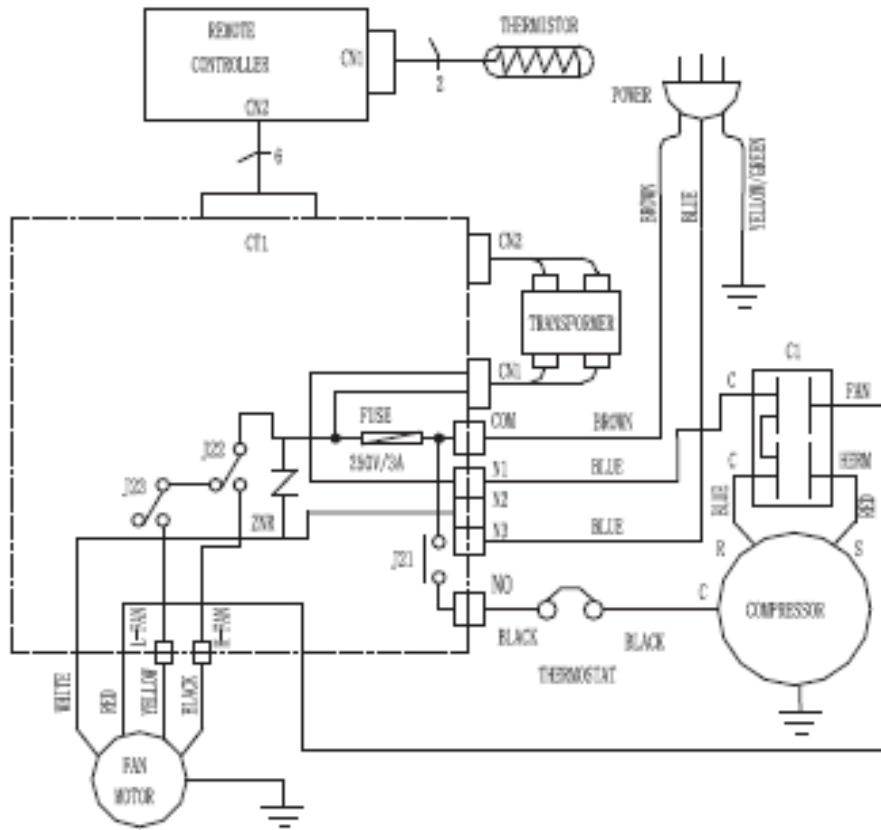 REMOTE
CONTROLLER
CN1
CN2
2
THERMISTOR
POWER
6
BROWN
BLUE
YELLOW/GREEN
CT1
CN2
TRANSFORMER
CN1
C1
C
FAN
FUSE
250V/3A
COM
BROWN
J22
J23
ZNR
N1
BLUE
N2
N3
BLUE
C
HERM
BLUE
RED
R
S
J21
NO
BLACK
THERMOSTAT
BLACK
C
COMPRESSOR
L-FAN
H-FAN
WHITE
RED
YELLOW
BLACK
FAN
MOTOR